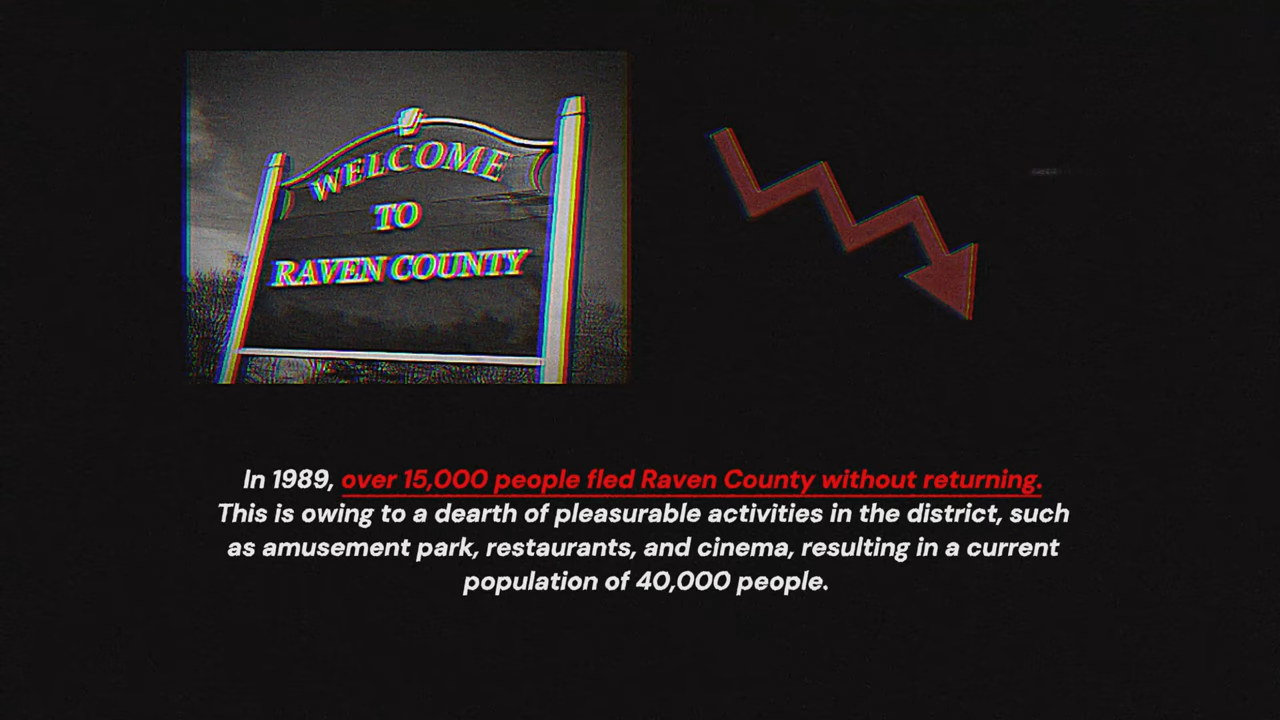 WELCOME
TO
RAVEN COUNTY
In 1989, over 15,000 people fled Raven County without returning.
This is owing to a dearth of pleasurable activities in the district, such
as amusement park, restaurants, and cinema, resulting in a current
population of 40,000 people.